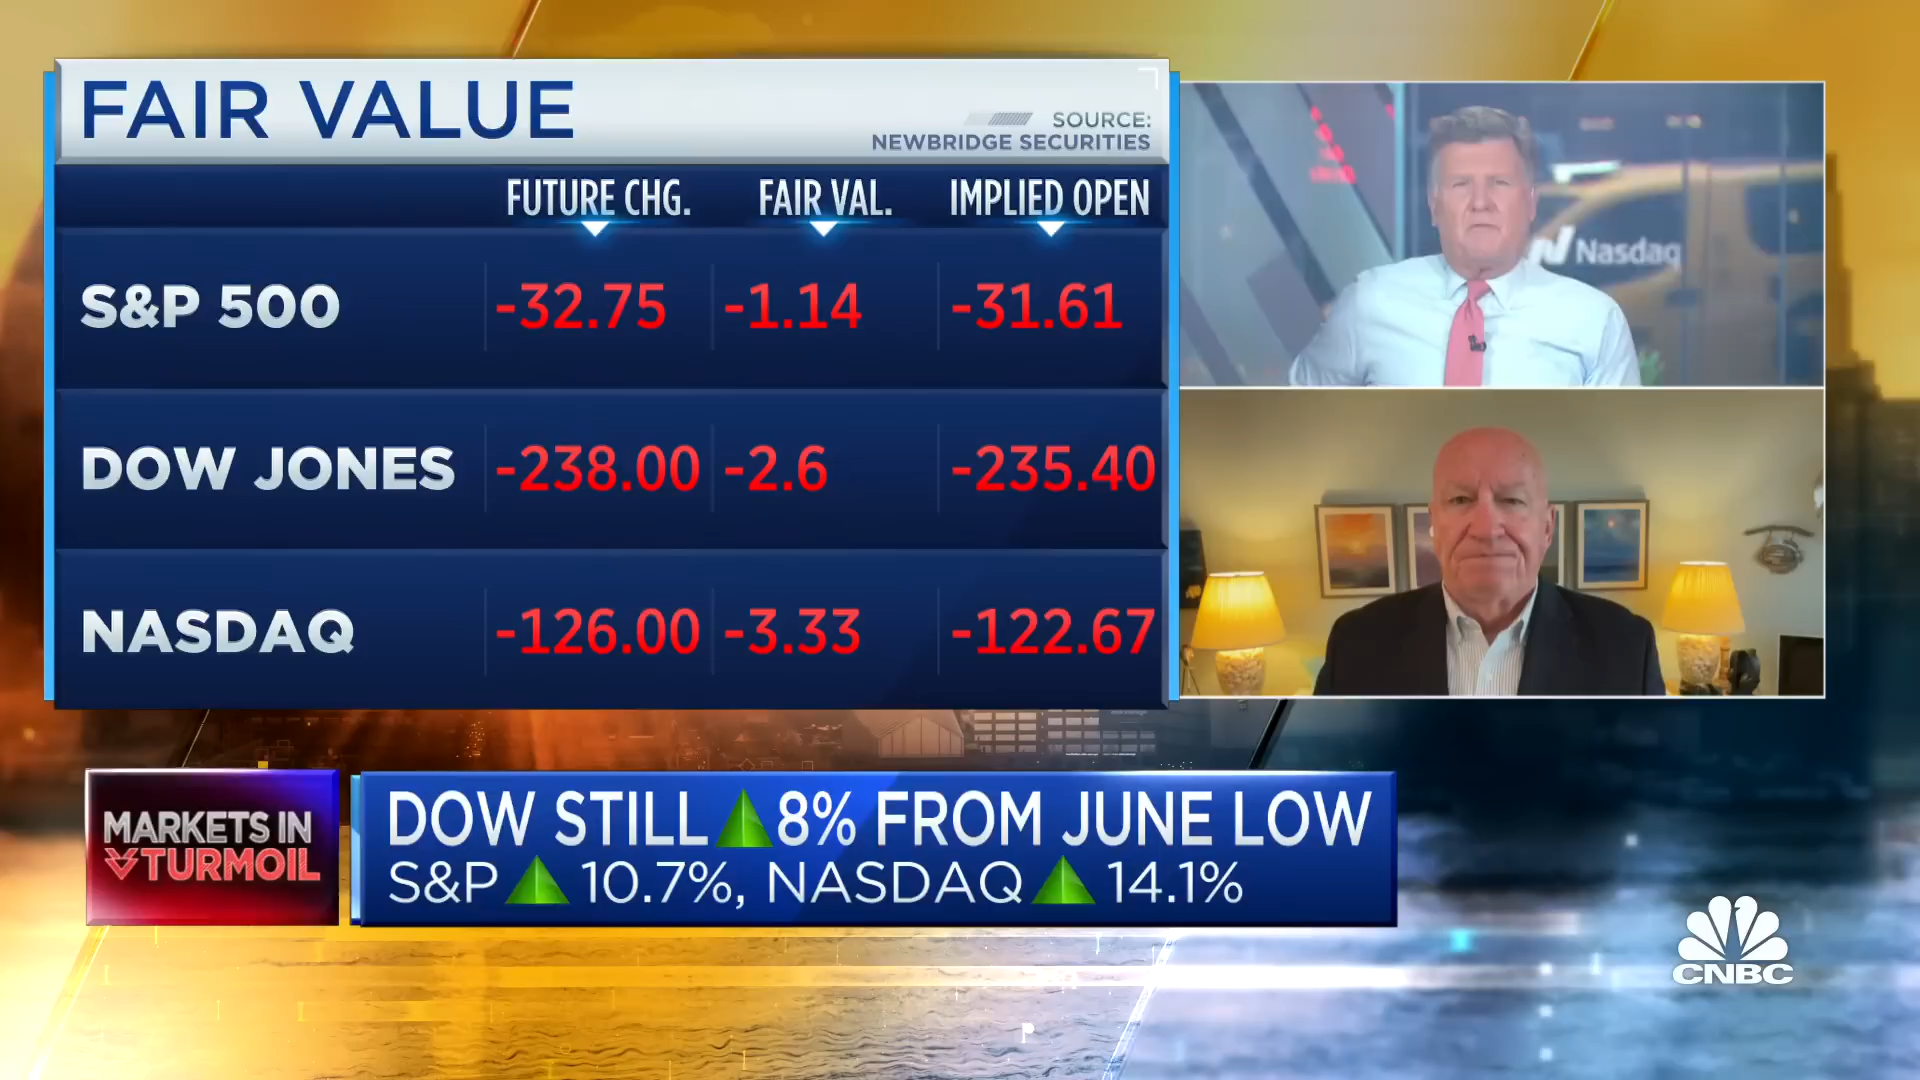 FAIR VALUE
SOURCE:
NEWBRIDGE SECURITIES
FUTURE CHG. FAIR VAL. IMPLIED OPEN
S&P 500 -32.75 -1.14 -31.61
DOW JONES -238.00 -2.6 -235.40
NASDAQ -126.00 -3.33 -122.67
Nasdaq
MARKETS IN
TURMOIL
DOW STILL ▲ 8% FROM JUNE LOW
S&P ▲ 10.7%, NASDAQ ▲ 14.1%
CNBC